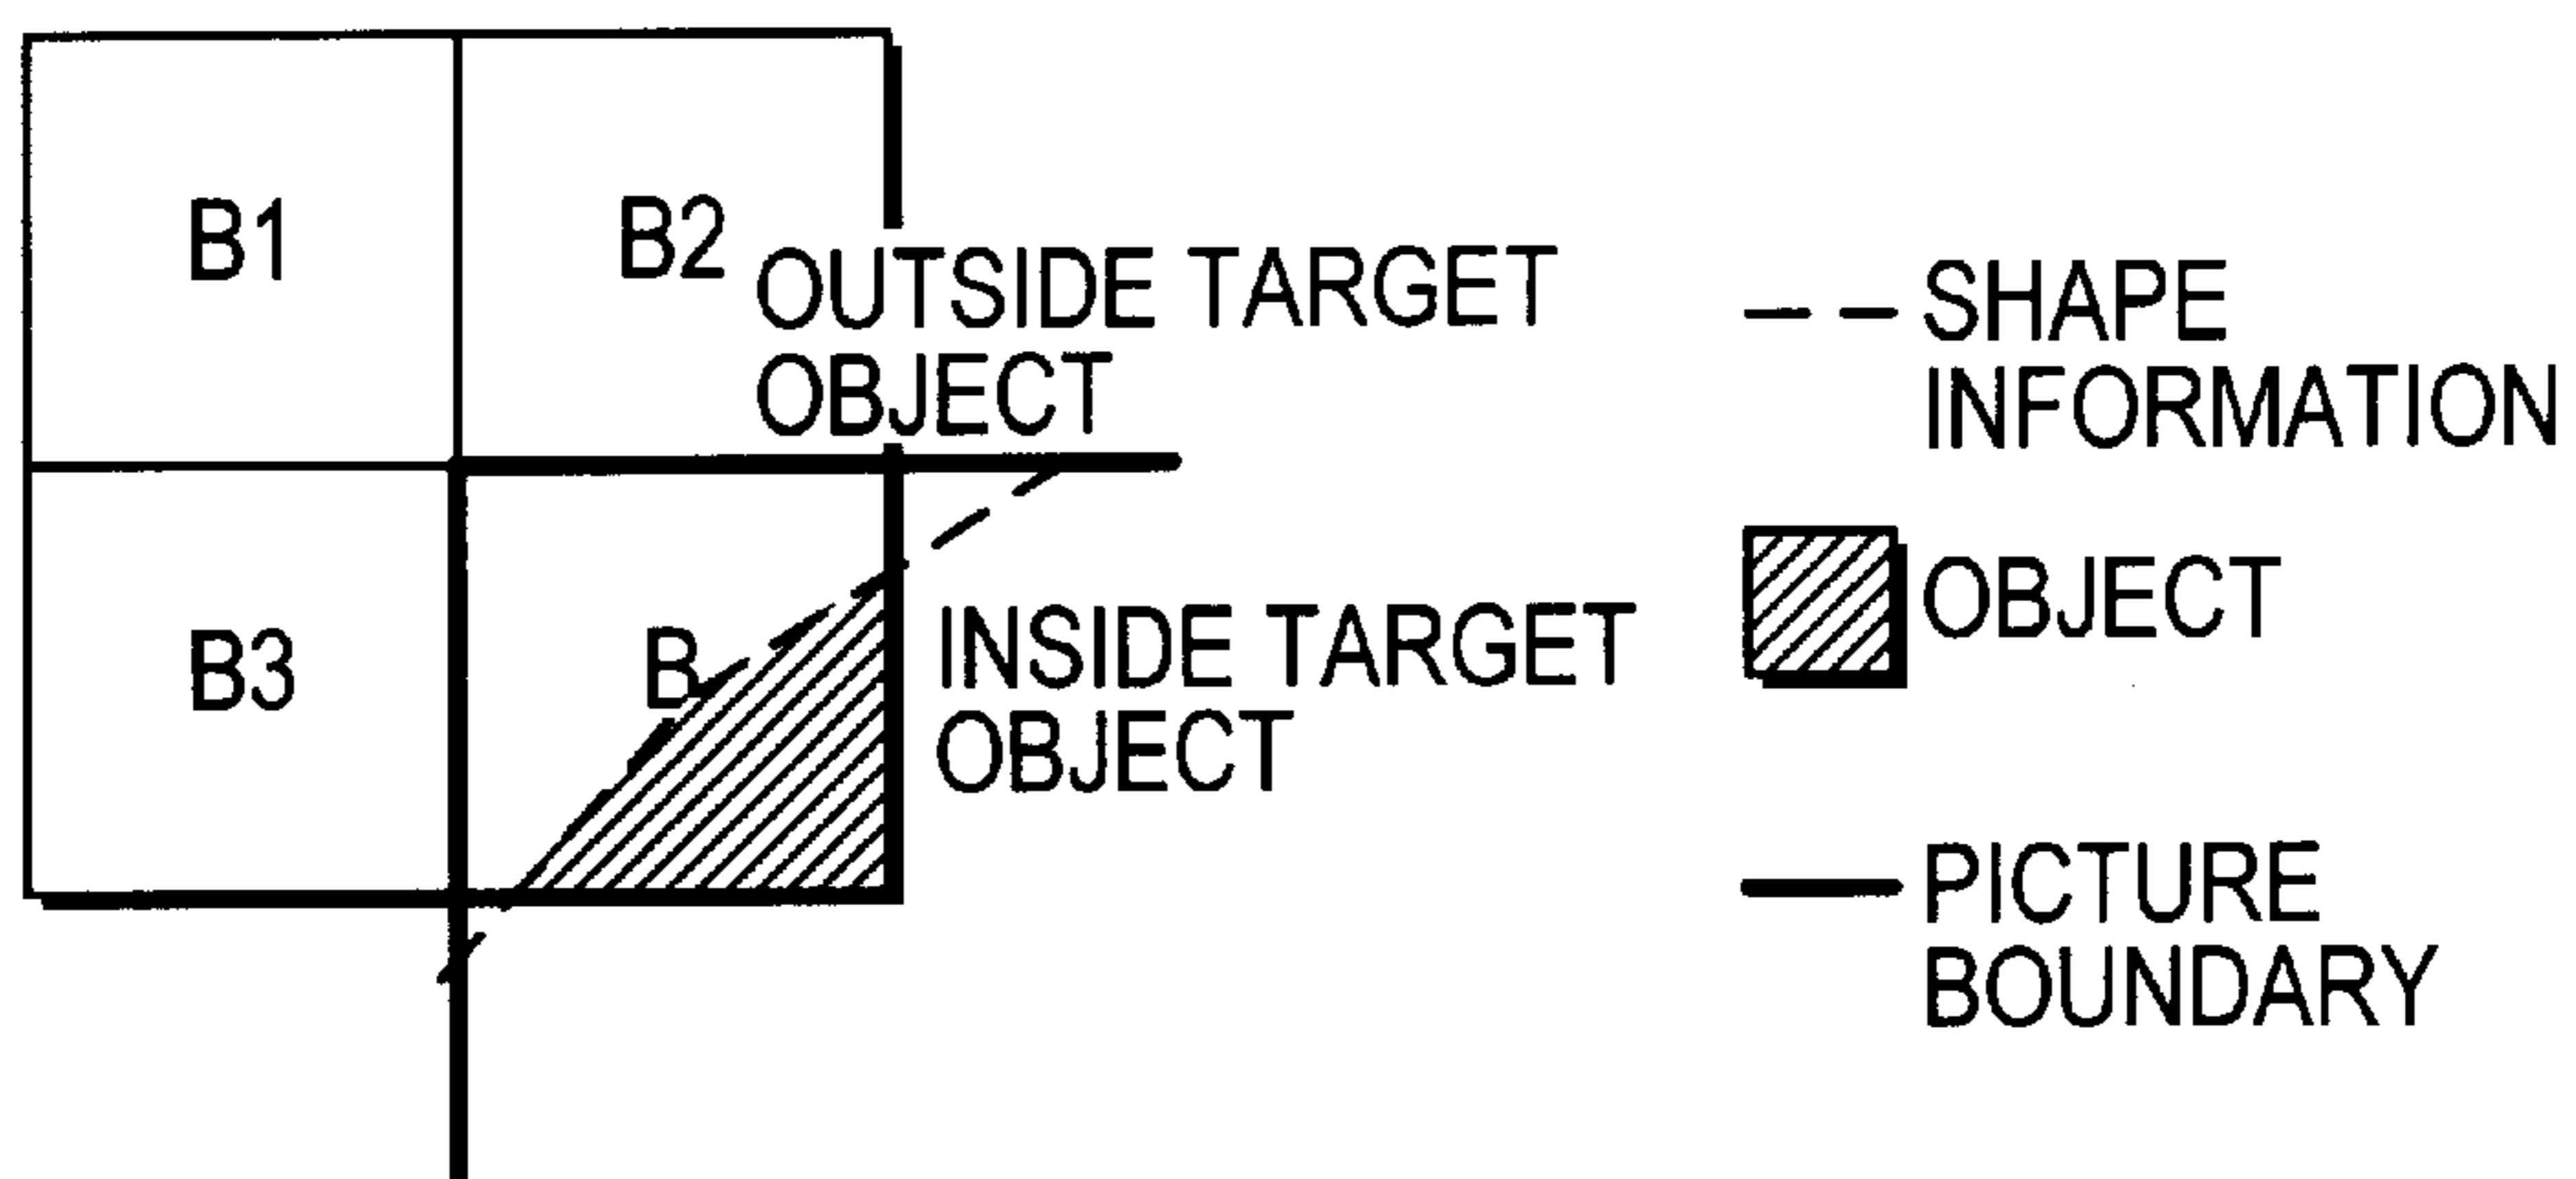 B1
B2
OUTSIDE TARGET
OBJECT
B3
B
INSIDE TARGET
OBJECT
SHAPE
INFORMATION
OBJECT
PICTURE
BOUNDARY